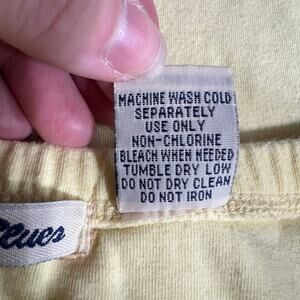 MACHINE WASH COLD
SEPARATELY
USE ONLY
NON-CHLORINE
BLEACH WHEN NEEDED
TUMBLE DRY LOW
DO NOT DRY CLEAN
DO NOT IRON